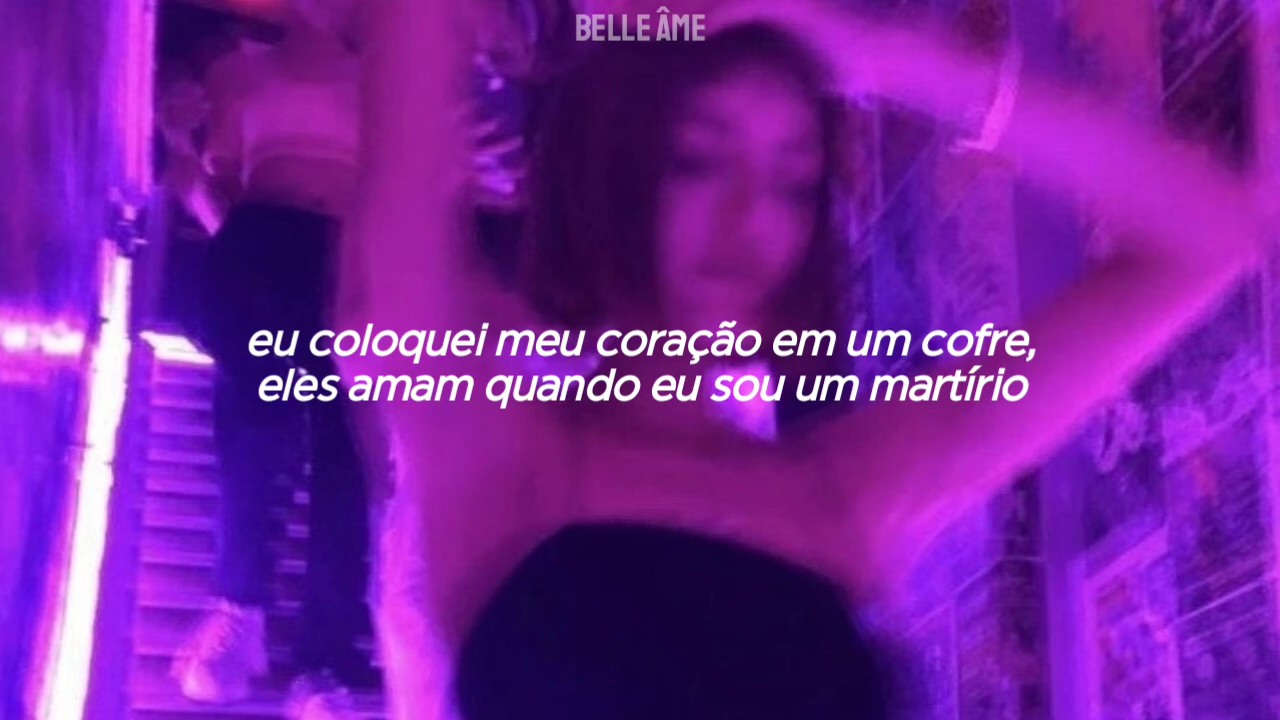 BELLE ÂME
eu coloquei meu coração em um cofre,
eles amam quando eu sou um martírio